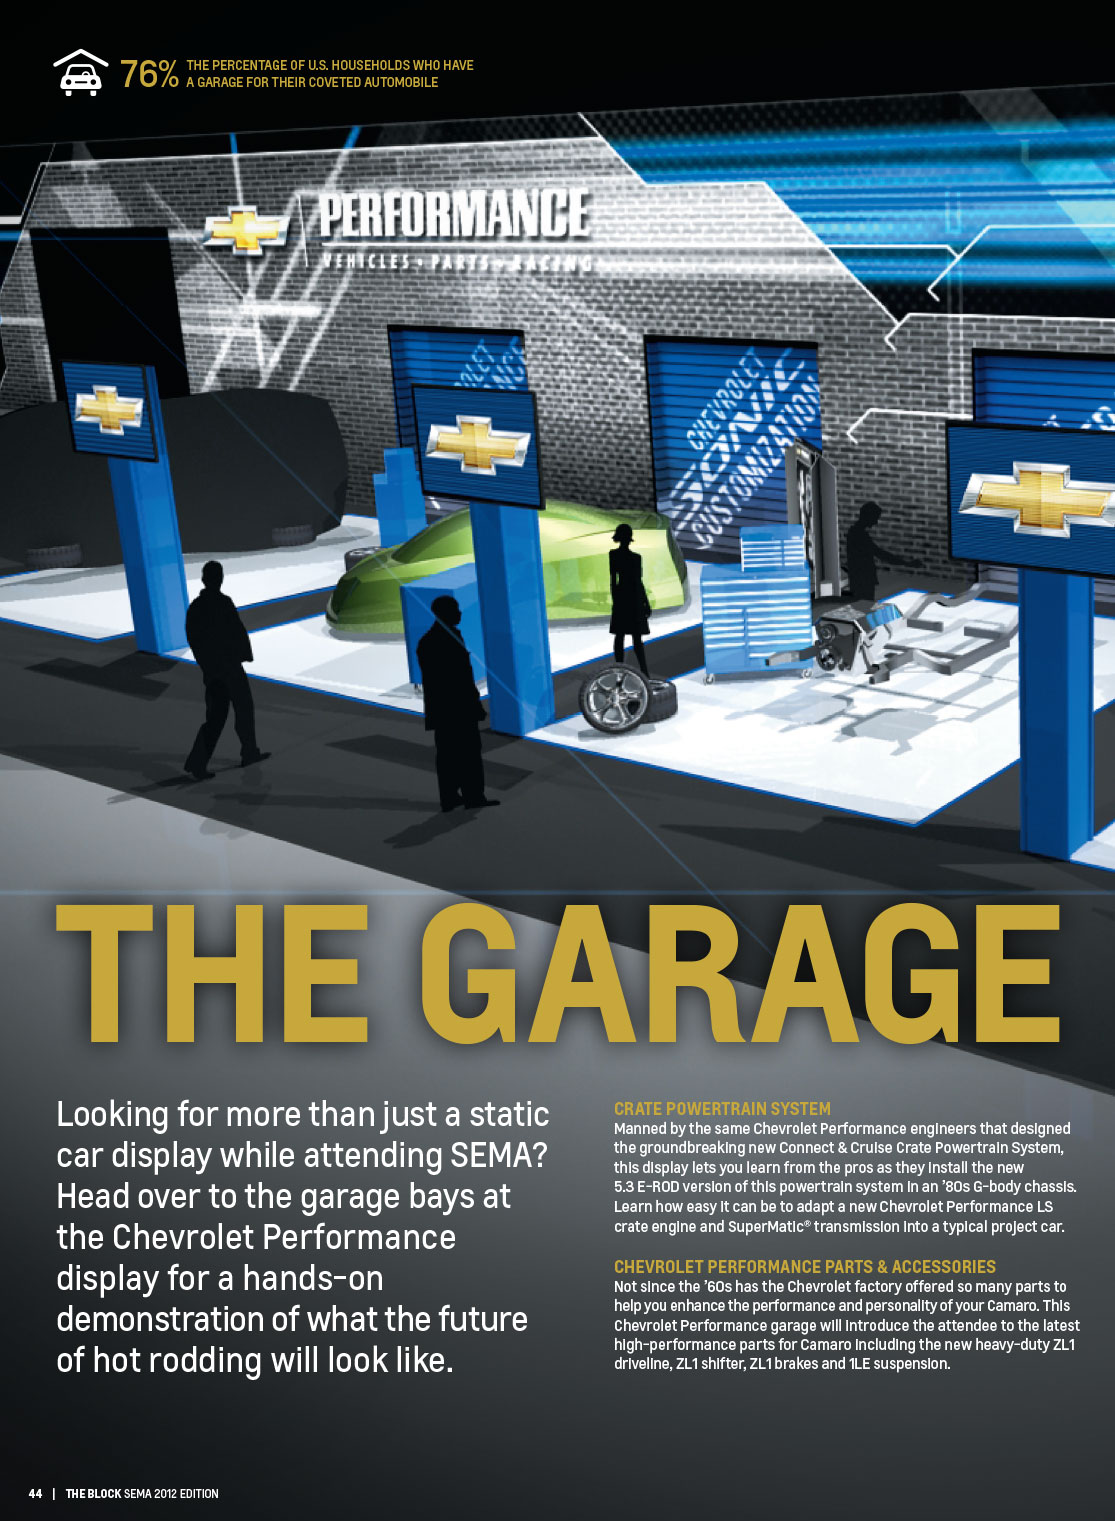 76% THE PERCENTAGE OF U.S. HOUSEHOLDS WHO HAVE
A GARAGE FOR THEIR COVETED AUTOMOBILE
PERFORMANCE
VEHICLES • PARTS • RACING
CHEVROLET
SONIC
CUSTOMIZATION
THE GARAGE
Looking for more than just a static
car display while attending SEMA?
Head over to the garage bays at
the Chevrolet Performance
display for a hands-on
demonstration of what the future
of hot rodding will look like.
CRATE POWERTRAIN SYSTEM
Manned by the same Chevrolet Performance engineers that designed
the groundbreaking new Connect & Cruise Crate Powertrain System,
this display lets you learn from the pros as they install the new
5.3 E-ROD version of this powertrain system in an ’80s G-body chassis.
Learn how easy it can be to adapt a new Chevrolet Performance LS
crate engine and SuperMatic® transmission into a typical project car.
CHEVROLET PERFORMANCE PARTS & ACCESSORIES
Not since the ’60s has the Chevrolet factory offered so many parts to
help you enhance the performance and personality of your Camaro. This
Chevrolet Performance garage will introduce the attendee to the latest
high-performance parts for Camaro including the new heavy-duty ZL1
driveline, ZL1 shifter, ZL1 brakes and 1LE suspension.
44 | THE BLOCK SEMA 2012 EDITION